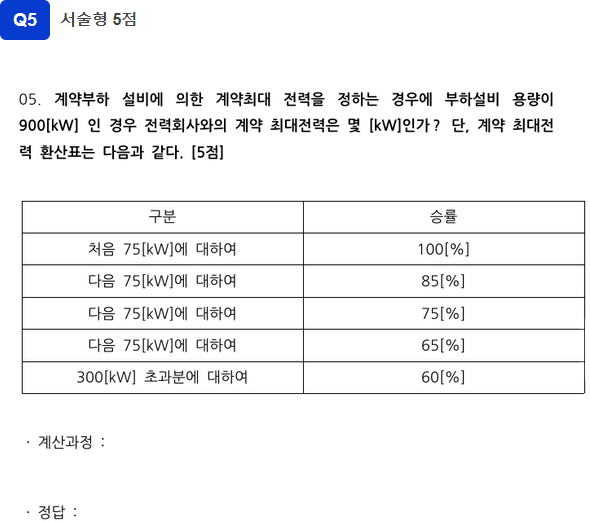 Q5 서술형 5점
05. 계약부하 설비에 의한 계약최대 전력을 정하는 경우에 부하설비 용량이
900[kW] 인 경우 전력회사와의 계약 최대전력은 몇 [kW]인가? 단, 계약 최대전
력 환산표는 다음과 같다. [5점]
구분 승률
처음 75[kW]에 대하여 100[%]
다음 75[kW]에 대하여 85[%]
다음 75[kW]에 대하여 75[%]
다음 75[kW]에 대하여 65[%]
300[kW] 초과분에 대하여 60[%]
· 계산과정 :
· 정답 :